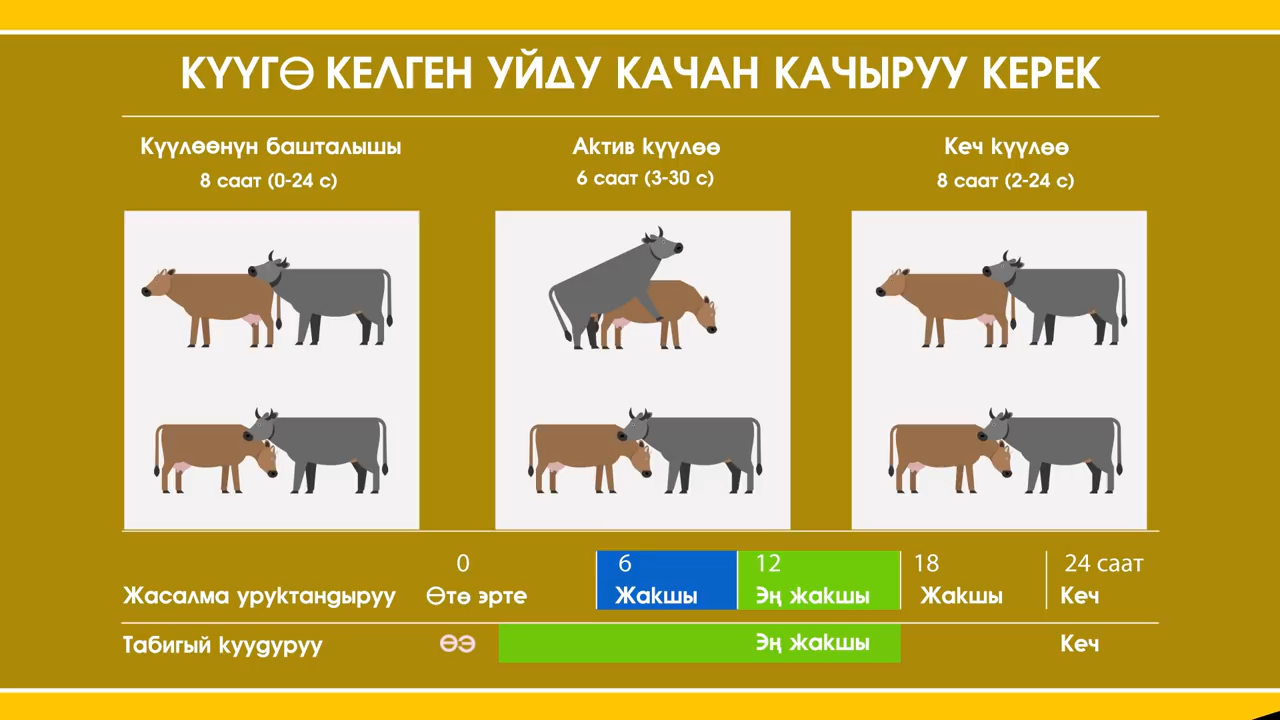 КҮҮГӨ КЕЛГЕН УЙДУ КАЧАН КАЧЫРУУ КЕРЕК
Күүлөөнүн башталышы
8 саат (0-24 с)
Актив күүлөө
6 саат (3-30 с)
Кеч күүлөө
8 саат (2-24 с)
0 6 12 18 24 саат
Жасалма уруктандыруу Өтө эрте Жакшы Эң жакшы Жакшы Кеч
Табигый куудуруу ӨЭ Эң жакшы Кеч